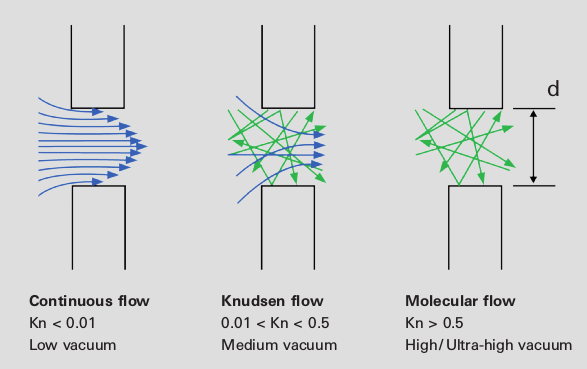 d
Continuous flow
Kn < 0.01
Low vacuum
Knudsen flow
0.01 < Kn < 0.5
Medium vacuum
Molecular flow
Kn > 0.5
High/Ultra-high vacuum